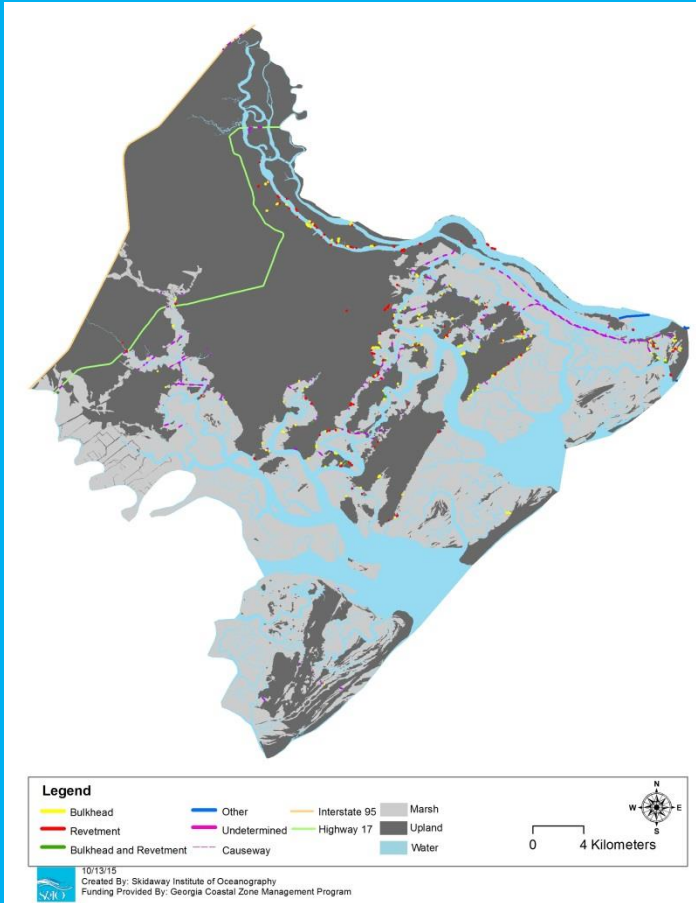 Legend
Bulkhead
Revetment
Bulkhead and Revetment
Other
Undetermined
Causeway
Interstate 95
Highway 17
Marsh
Upland
Water
N
W E
S
0 4 Kilometers
10/13/15
Created By: Skidaway Institute of Oceanography
Funding Provided By: Georgia Coastal Zone Management Program